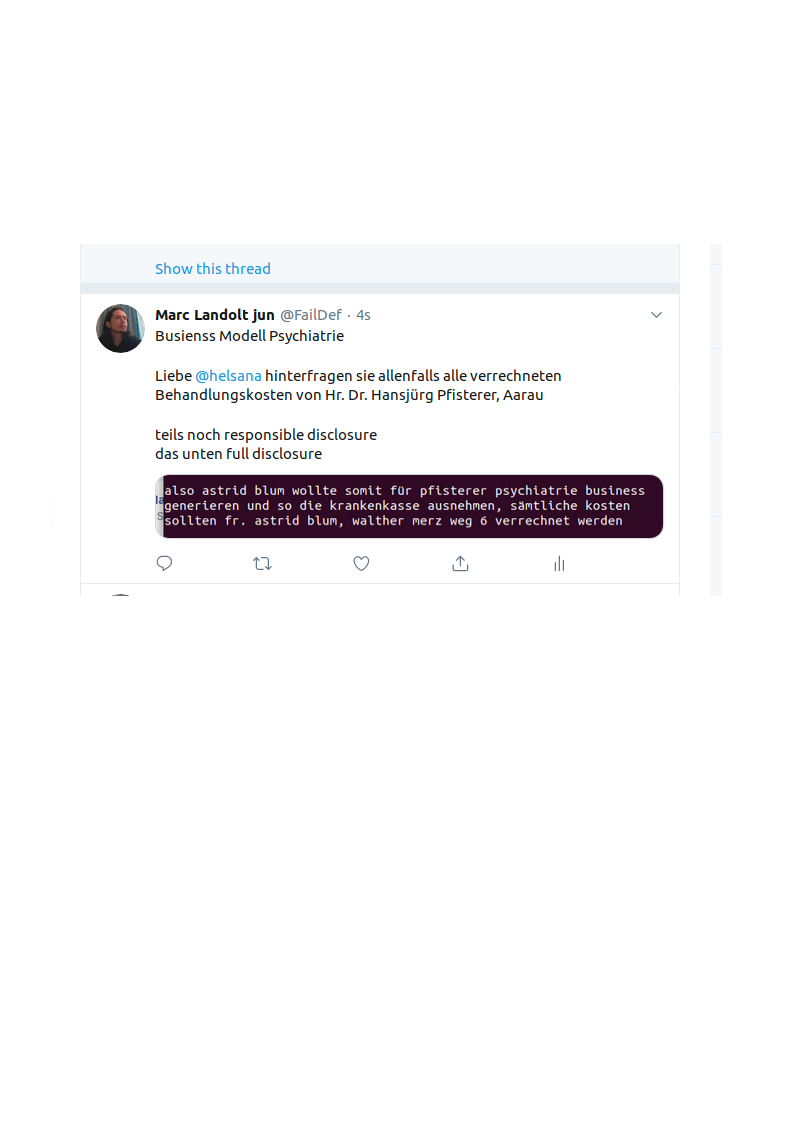 Show this thread
Marc Landolt jun @FailDef · 4s
Busienss Modell Psychiatrie
Liebe @helsana hinterfragen sie allenfalls alle verrechneten
Behandlungskosten von Hr. Dr. Hansjürg Pfisterer, Aarau
teils noch responsible disclosure
das unten full disclosure
also astrid blum wollte somit für pfisterer psychiatrie business
generieren und so die krankenkasse ausnehmen, sämtliche kosten
sollten fr. astrid blum, walther merz weg 6 verrechnet werden